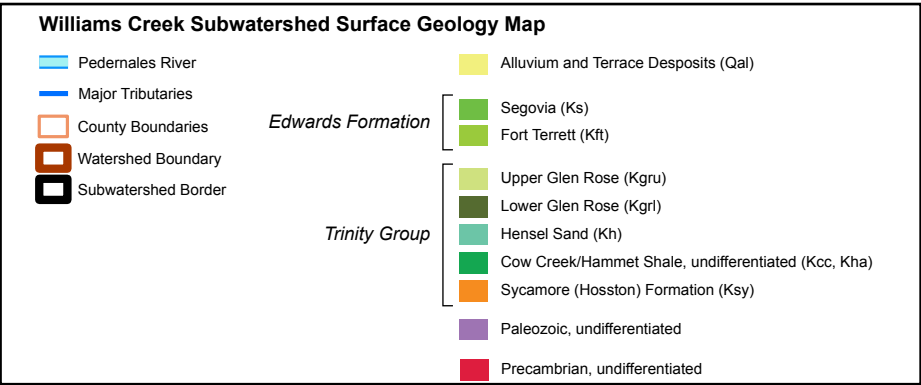 Williams Creek Subwatershed Surface Geology Map
Pedernales River
Major Tributaries
County Boundaries
Watershed Boundary
Subwatershed Border
Alluvium and Terrace Desposits (Qal)
Edwards Formation
Segovia (Ks)
Fort Terrett (Kft)
Trinity Group
Upper Glen Rose (Kgru)
Lower Glen Rose (Kgrl)
Hensel Sand (Kh)
Cow Creek/Hammet Shale, undifferentiated (Kcc, Kha)
Sycamore (Hosston) Formation (Ksy)
Paleozoic, undifferentiated
Precambrian, undifferentiated